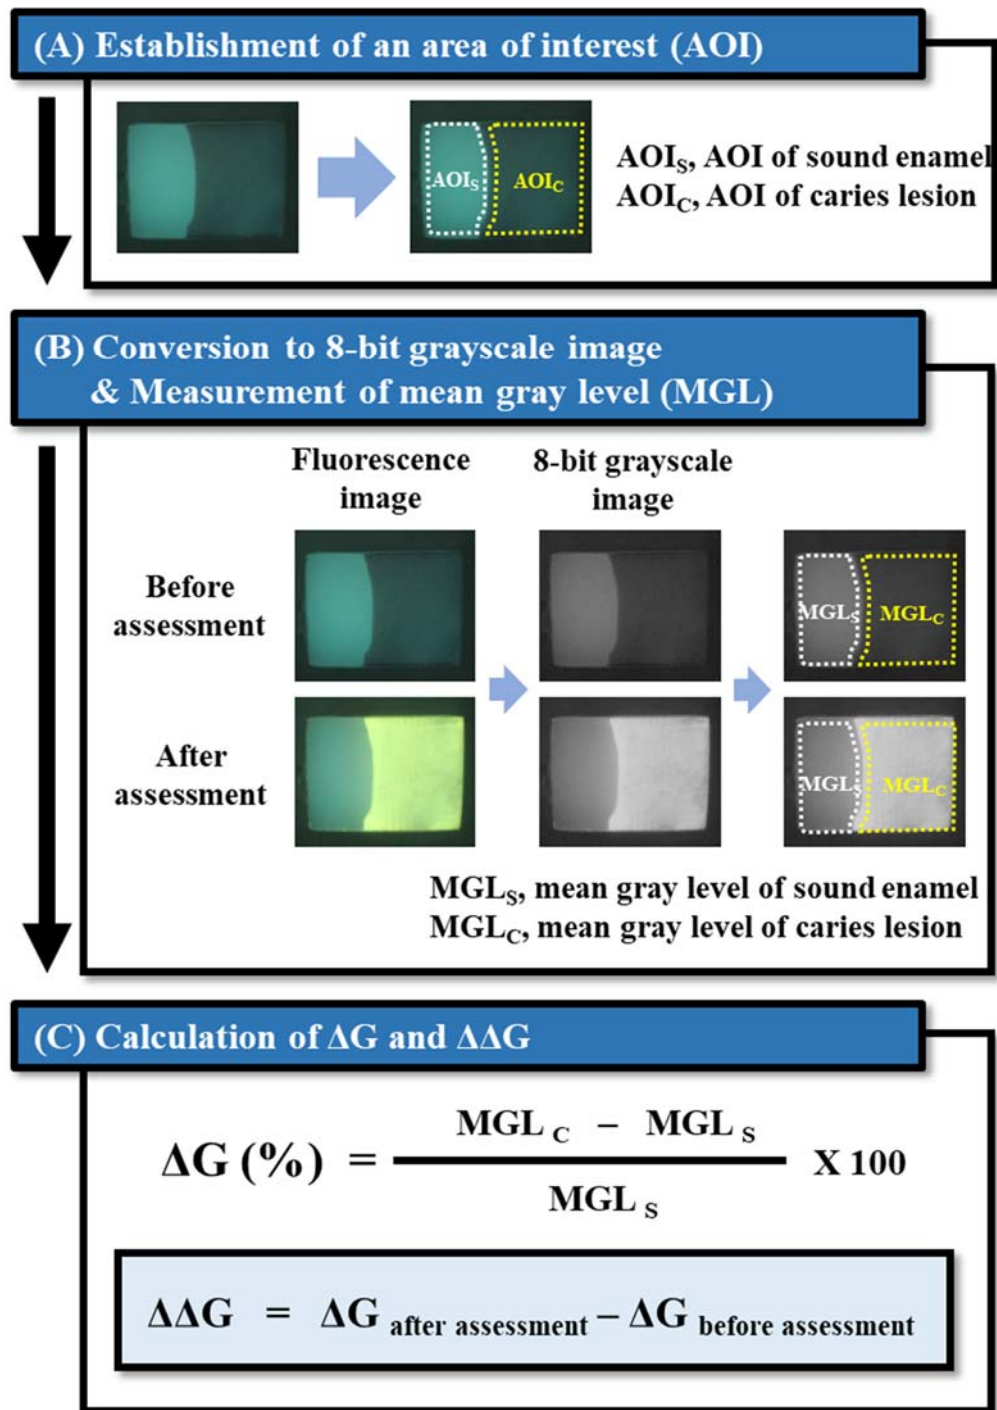 (A) Establishment of an area of interest (AOI)
AOIS
AOIC
AOIS, AOI of sound enamel
AOIC, AOI of caries lesion
(B) Conversion to 8-bit grayscale image
& Measurement of mean gray level (MGL)
Fluorescence
image
8-bit grayscale
image
Before
assessment
MGLS
MGLC
After
assessment
MGLS
MGLC
MGLS, mean gray level of sound enamel
MGLC, mean gray level of caries lesion
(C) Calculation of ΔG and ΔΔG
MGL C – MGL S
ΔG (%) = X 100
MGL S
ΔΔG = ΔG after assessment – ΔG before assessment